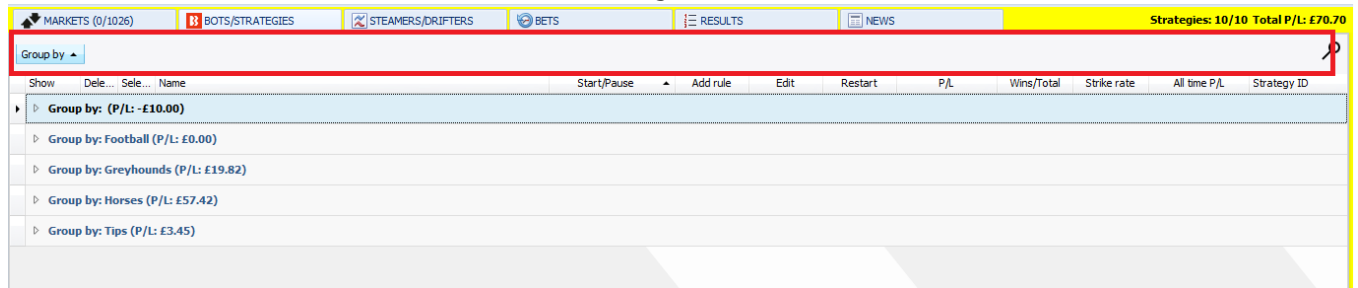 MARKETS (0/1026) BOTS/STRATEGIES STEAMERS/DRIFTERS BETS RESULTS NEWS Strategies: 10/10 Total P/L: £70.70
Group by
Show Dele... Sele... Name Start/Pause Add rule Edit Restart P/L Wins/Total Strike rate All time P/L Strategy ID
Group by: (P/L: -£10.00)
Group by: Football (P/L: £0.00)
Group by: Greyhounds (P/L: £19.82)
Group by: Horses (P/L: £57.42)
Group by: Tips (P/L: £3.45)